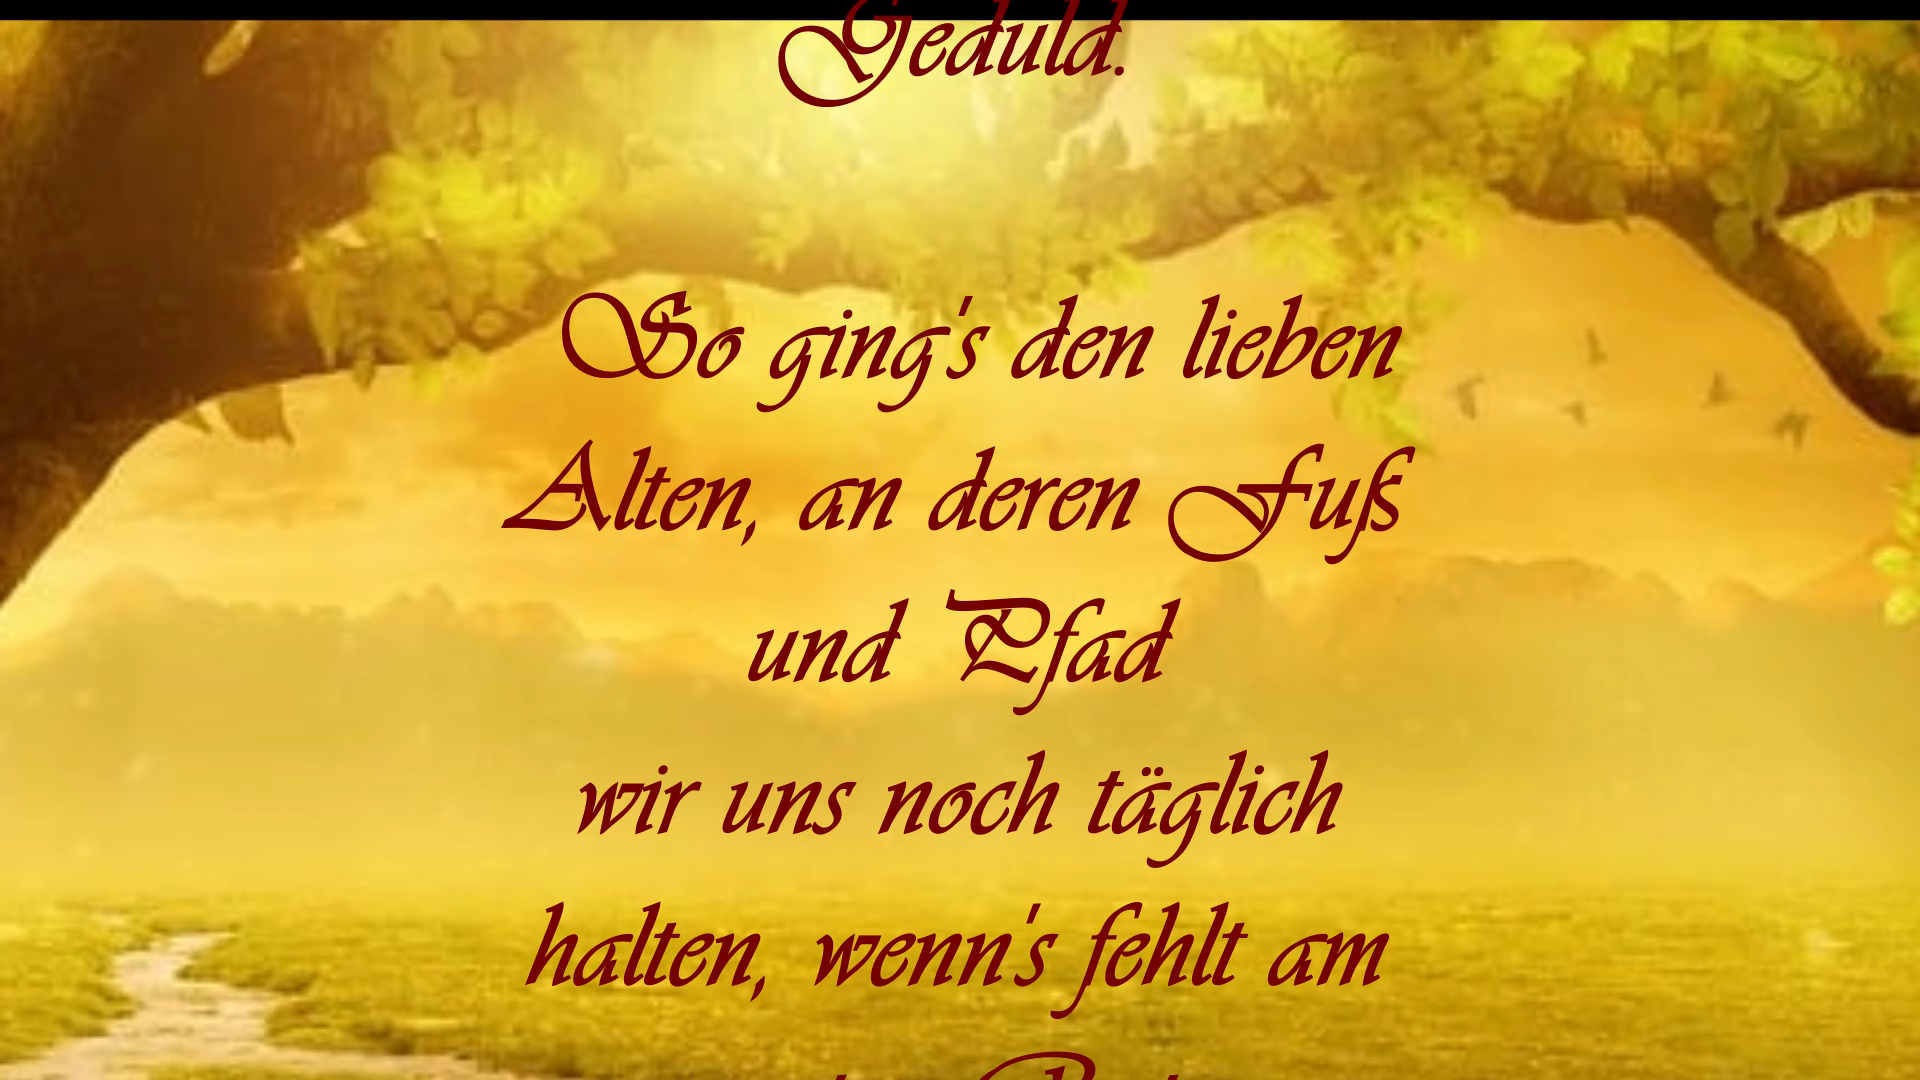 Geduld.
So ging's den lieben
Alten, an deren Fuß
und Pfad
wir uns noch täglich
halten, wenn's fehlt am